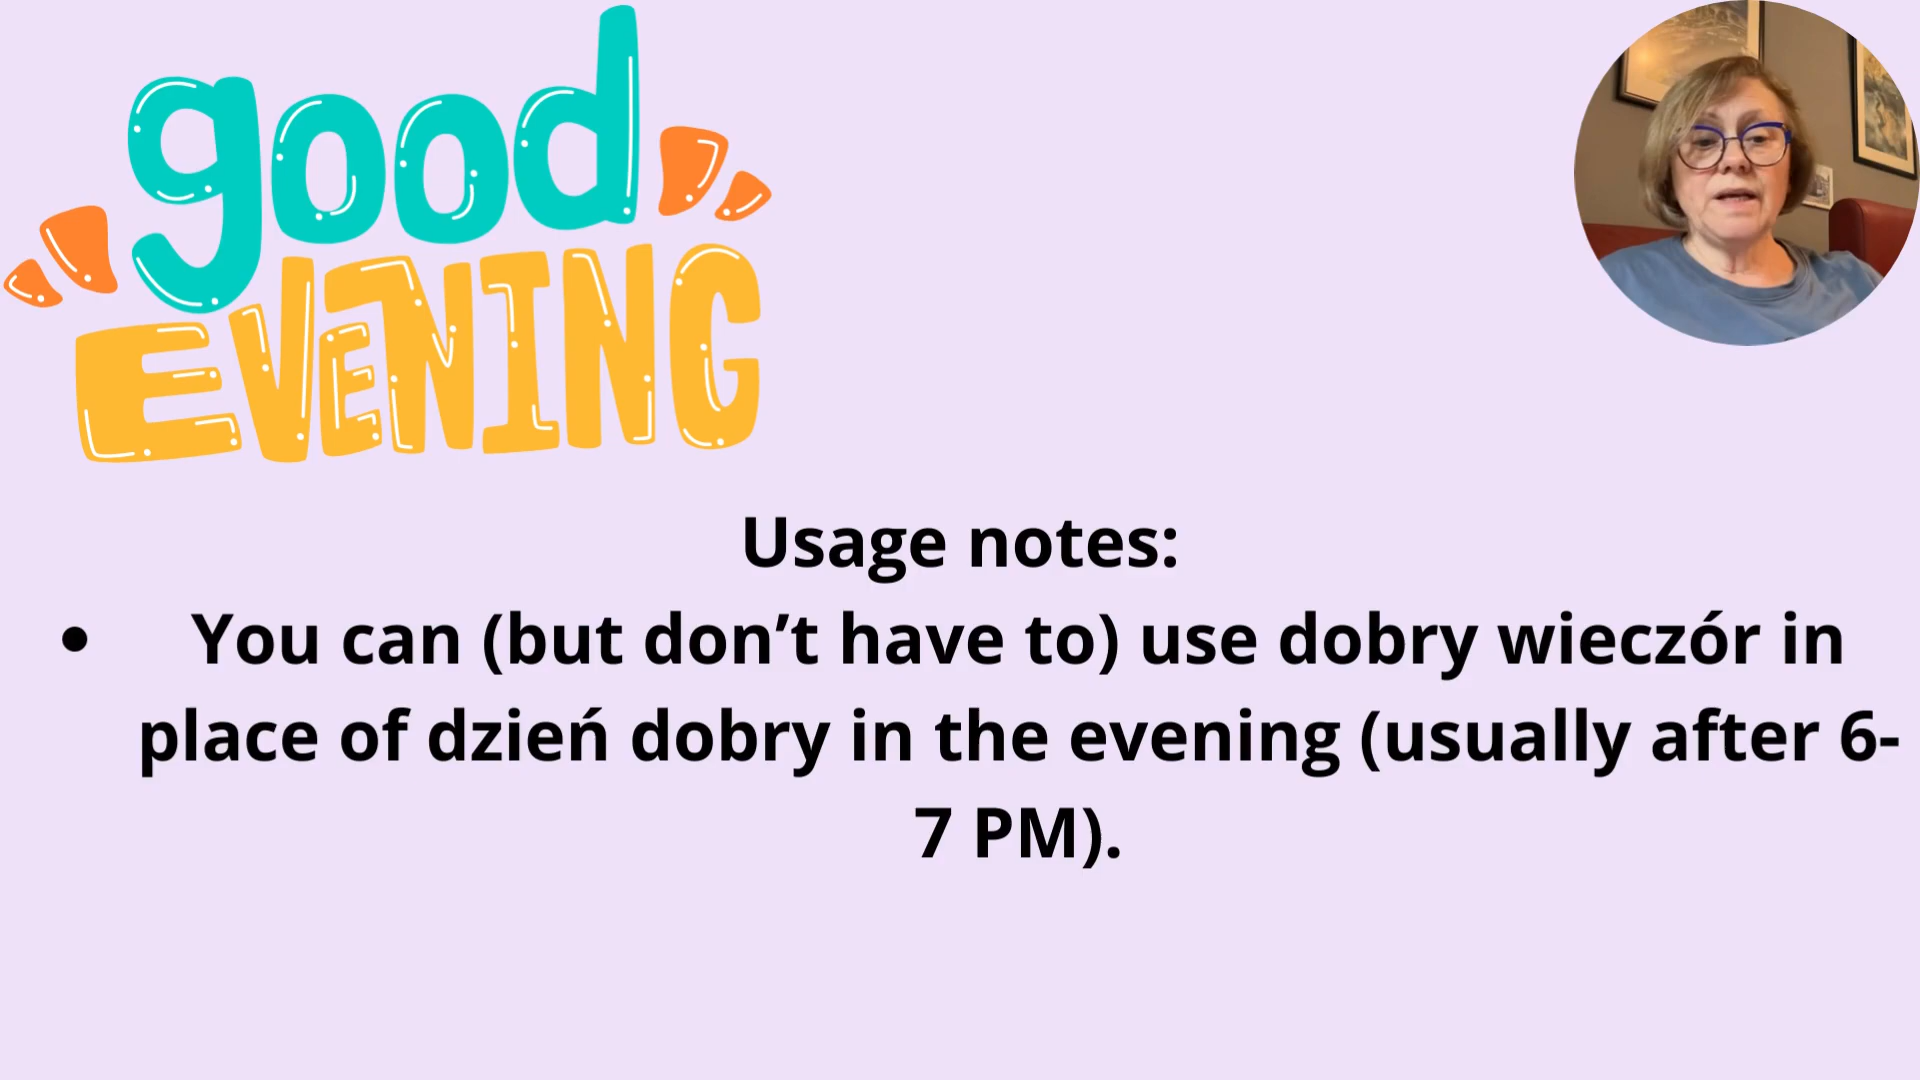 good
EVENING
Usage notes:
• You can (but don’t have to) use dobry wieczór in
place of dzień dobry in the evening (usually after 6-
7 PM).